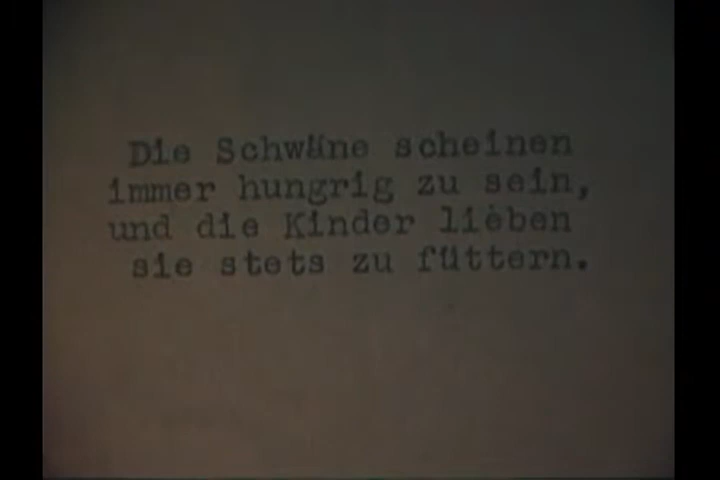 Die Schwäne scheinen
immer hungrig zu sein,
und die Kinder lieben
sie stets zu füttern.